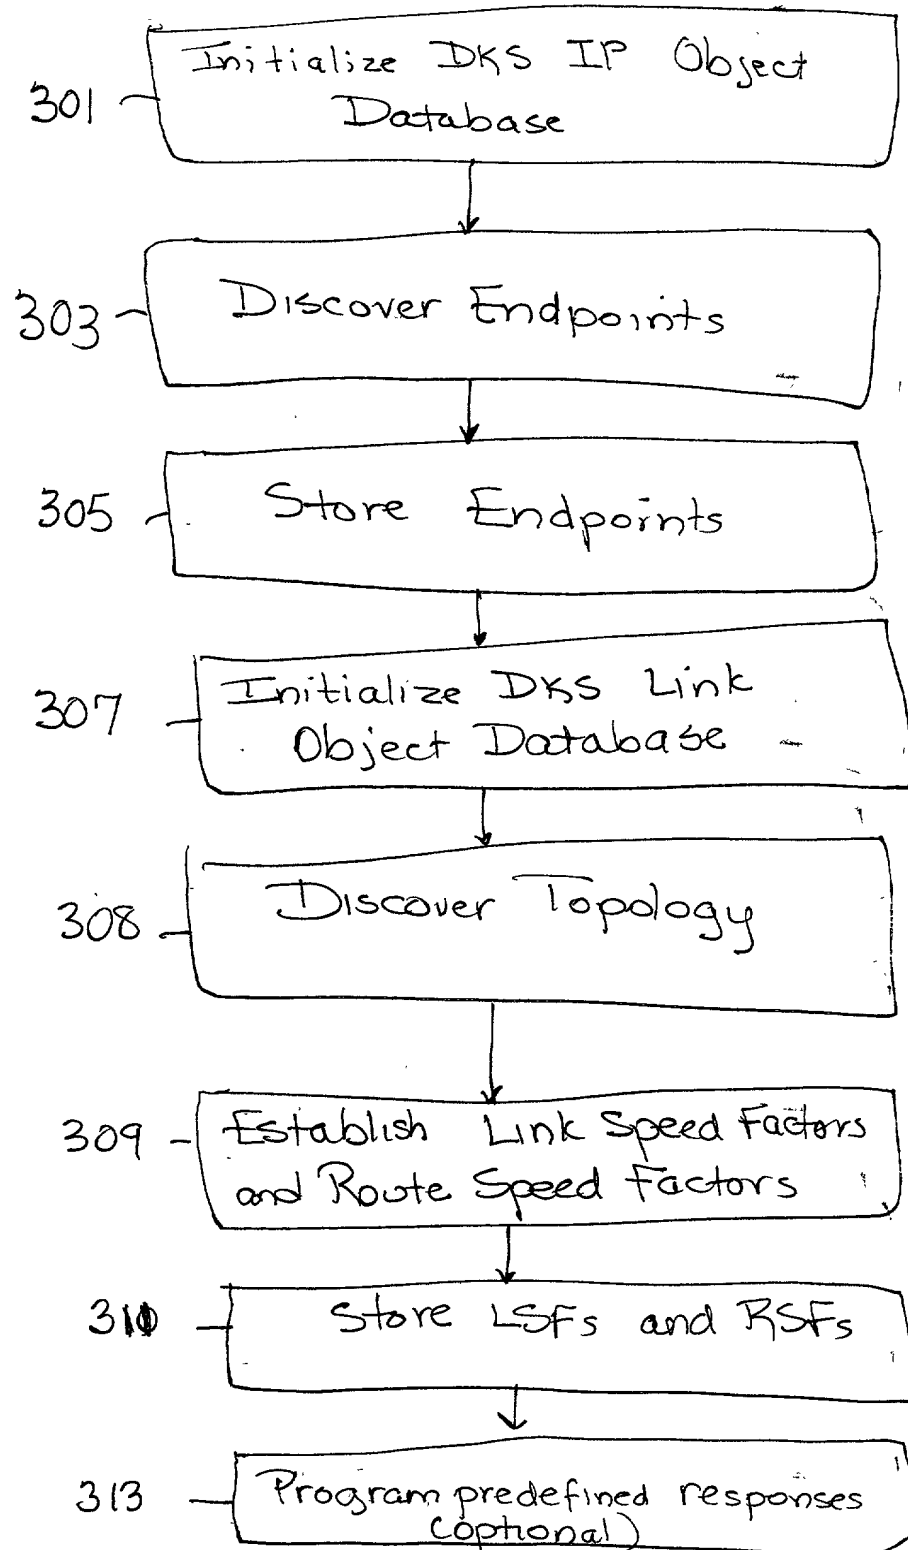 301
Initialize DKS IP Object
Database
303
Discover Endpoints
305
Store Endpoints
307
Initialize DKS Link
Object Database
308
Discover Topology
309
Establish Link Speed Factors
and Route Speed Factors
Store LSFs and RSFs
313
Program predefined responses
(optional)